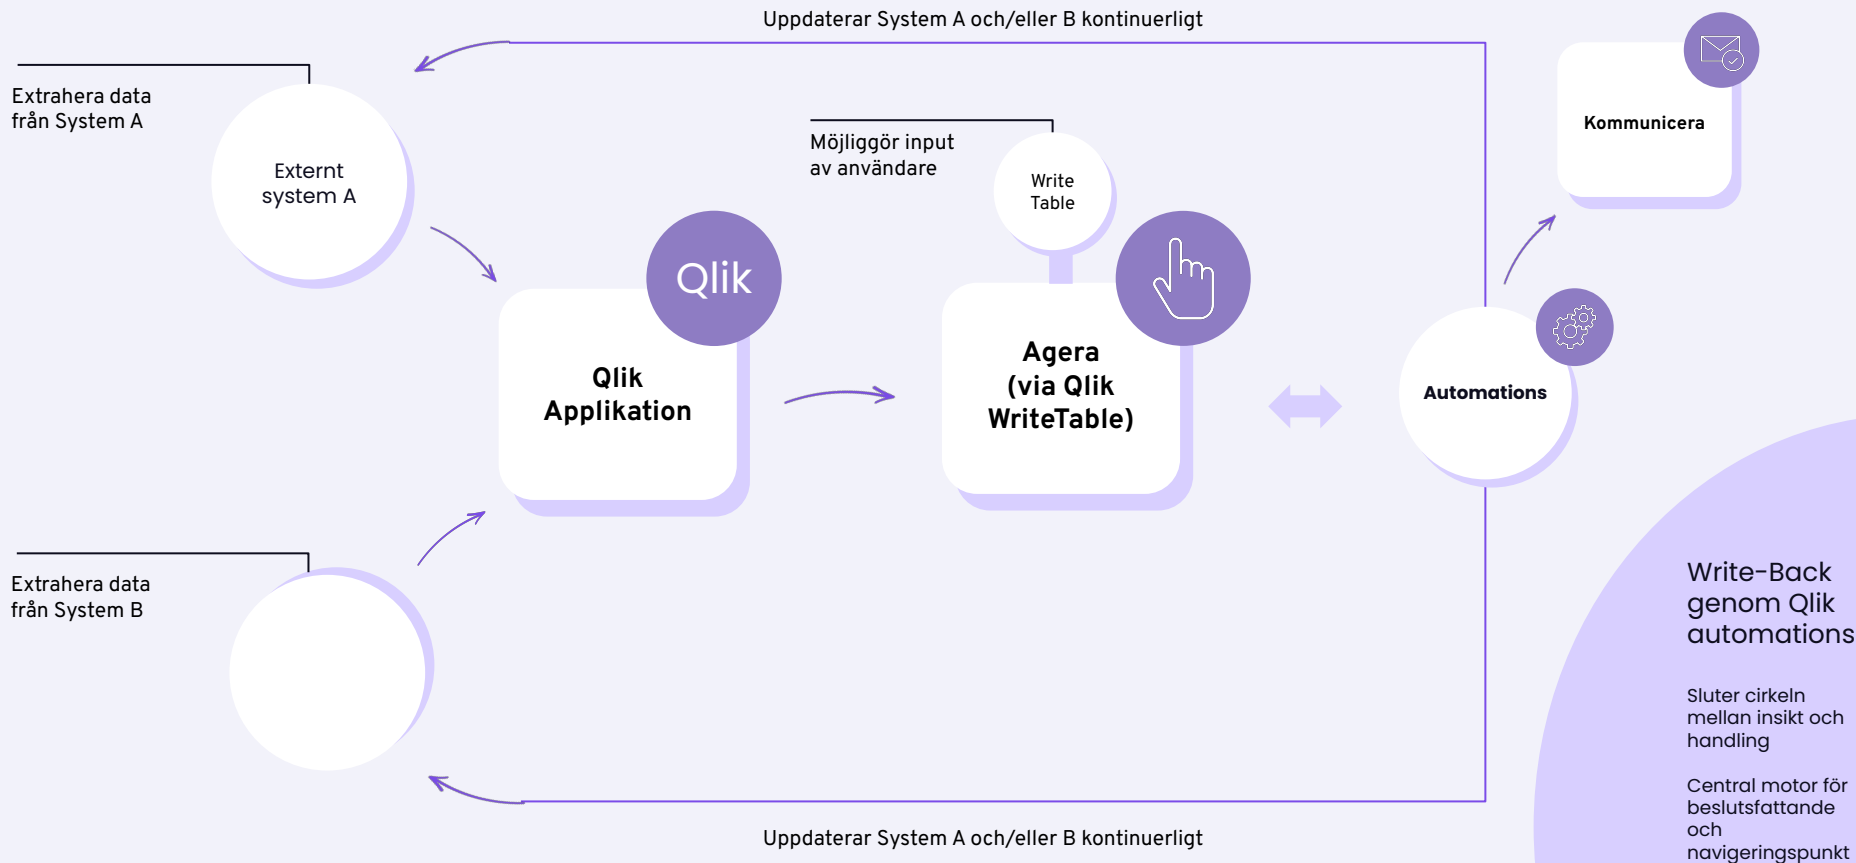 Uppdaterar System A och/eller B kontinuerligt
Extrahera data
från System A
Externt
system A
Möjliggör input
av användare
Write
Table
Kommunicera
Qlik
Qlik
Applikation
Agera
(via Qlik
WriteTable)
Automations
Extrahera data
från System B
Write-Back
genom Qlik
automations
Sluter cirkeln
mellan insikt och
handling
Central motor för
beslutsfattande
och
navigeringspunkt
Uppdaterar System A och/eller B kontinuerligt